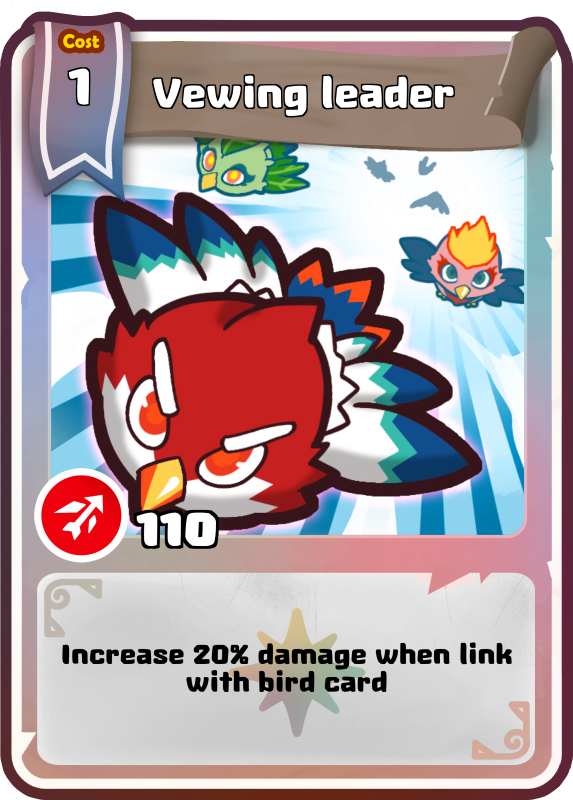 Cost
1
Vewing leader
110
Increase 20% damage when link
with bird card